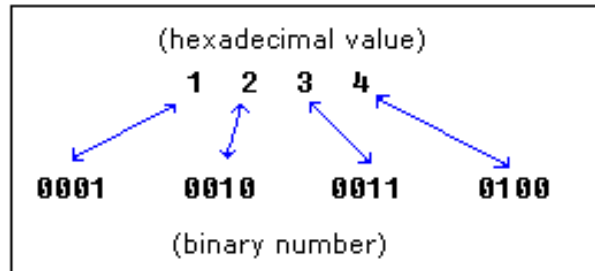 (hexadecimal value)
1 2 3 4
0001 0010 0011 0100
(binary number)